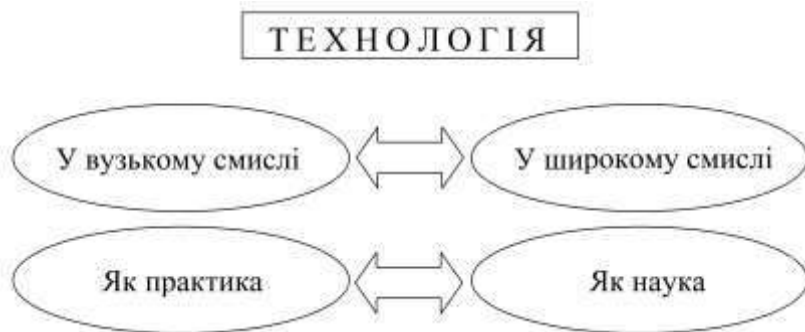 ТЕХНОЛОГІЯ
У вузькому смислі
У широкому смислі
Як практика
Як наука